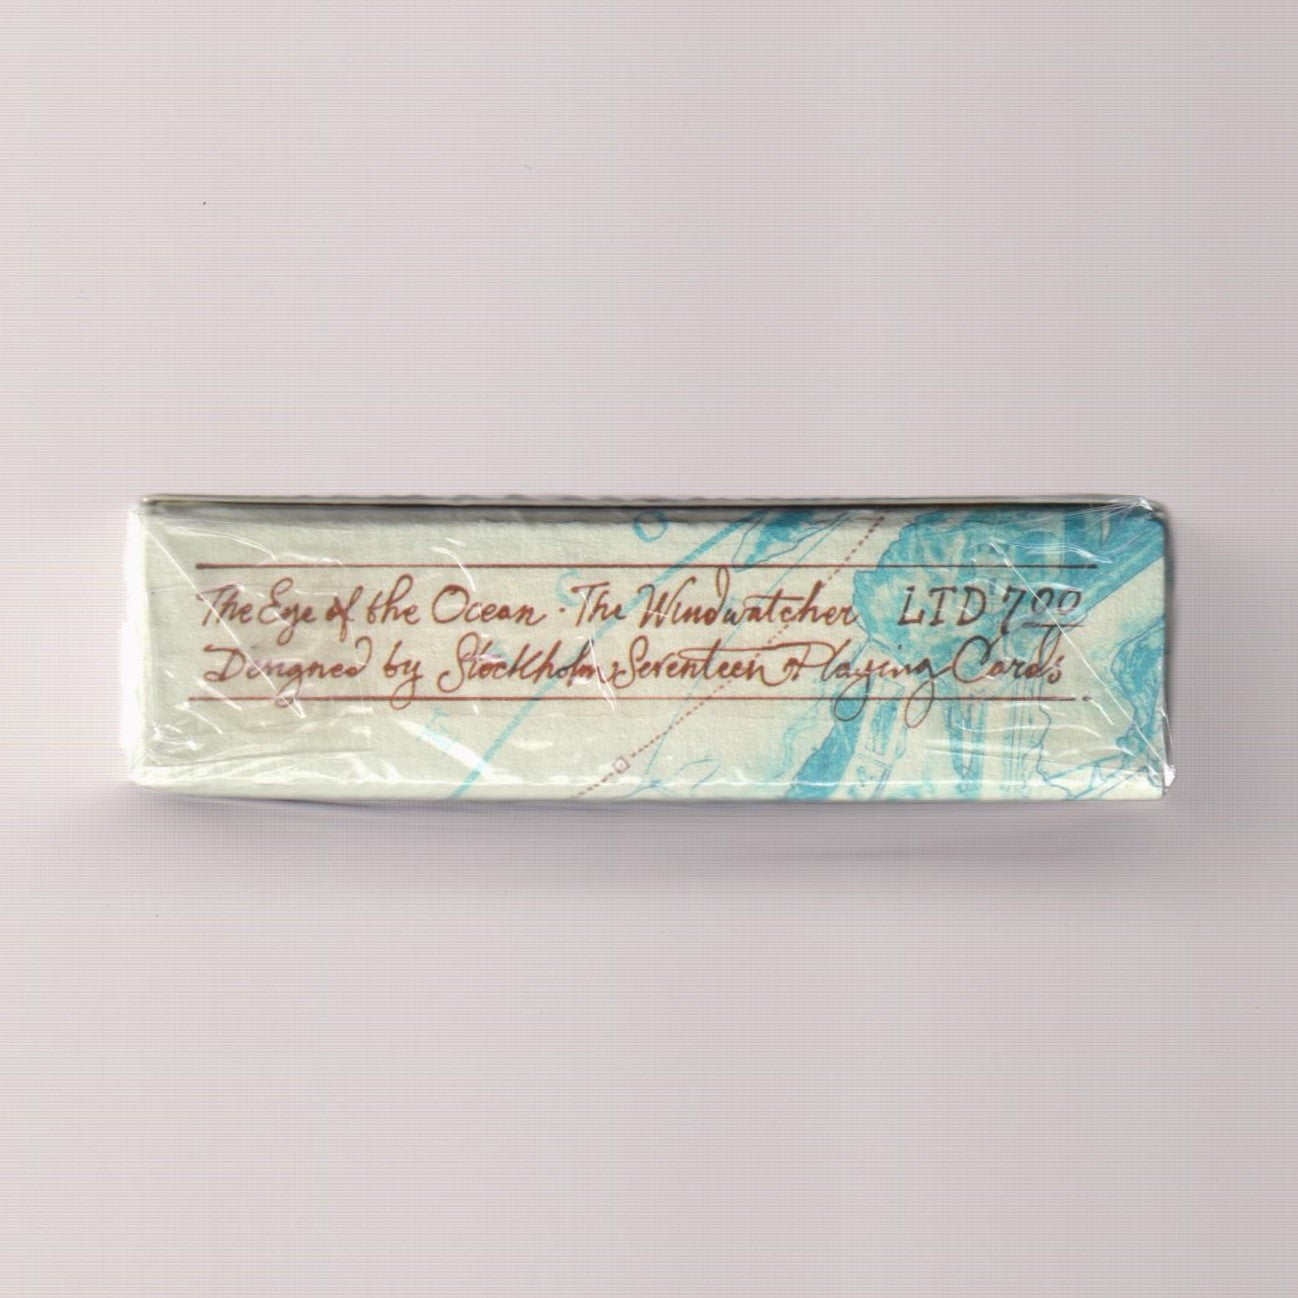 The Eye of the Ocean · The Windwatcher LTD 700
Designed by Stockholm Seventeen Playing Cards